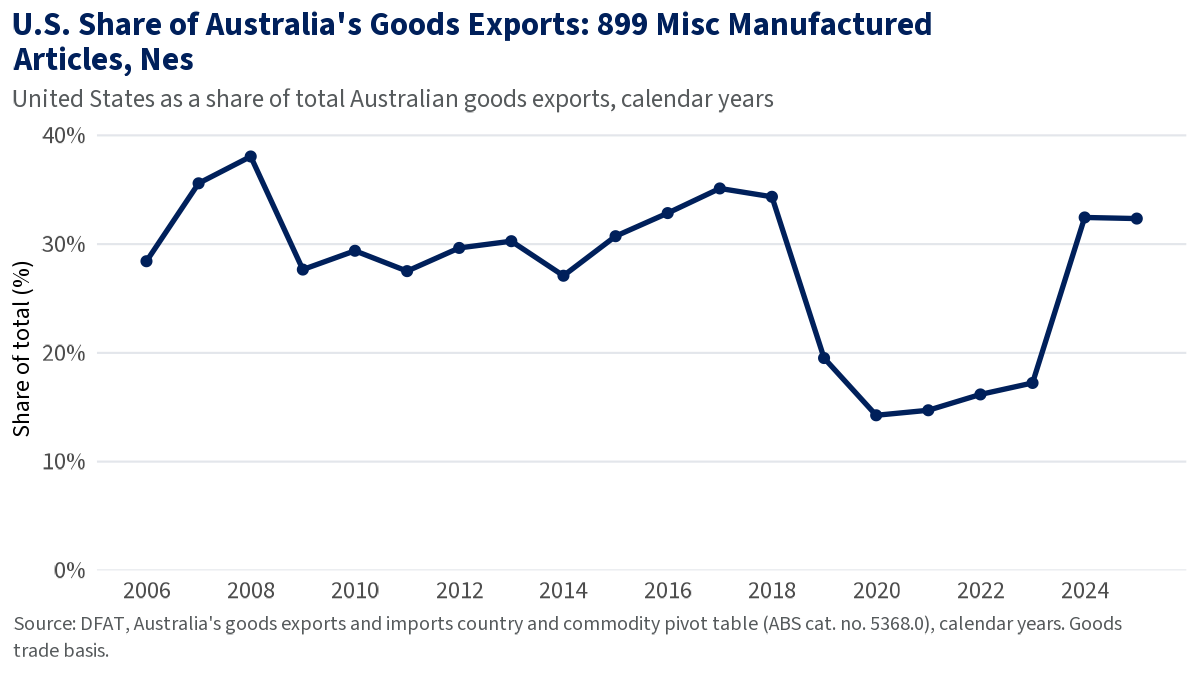 U.S. Share of Australia's Goods Exports: 899 Misc Manufactured
Articles, Nes
United States as a share of total Australian goods exports, calendar years
Share of total (%)
40%
30%
20%
10%
0%
2006 2008 2010 2012 2014 2016 2018 2020 2022 2024
Source: DFAT, Australia's goods exports and imports country and commodity pivot table (ABS cat. no. 5368.0), calendar years. Goods
trade basis.